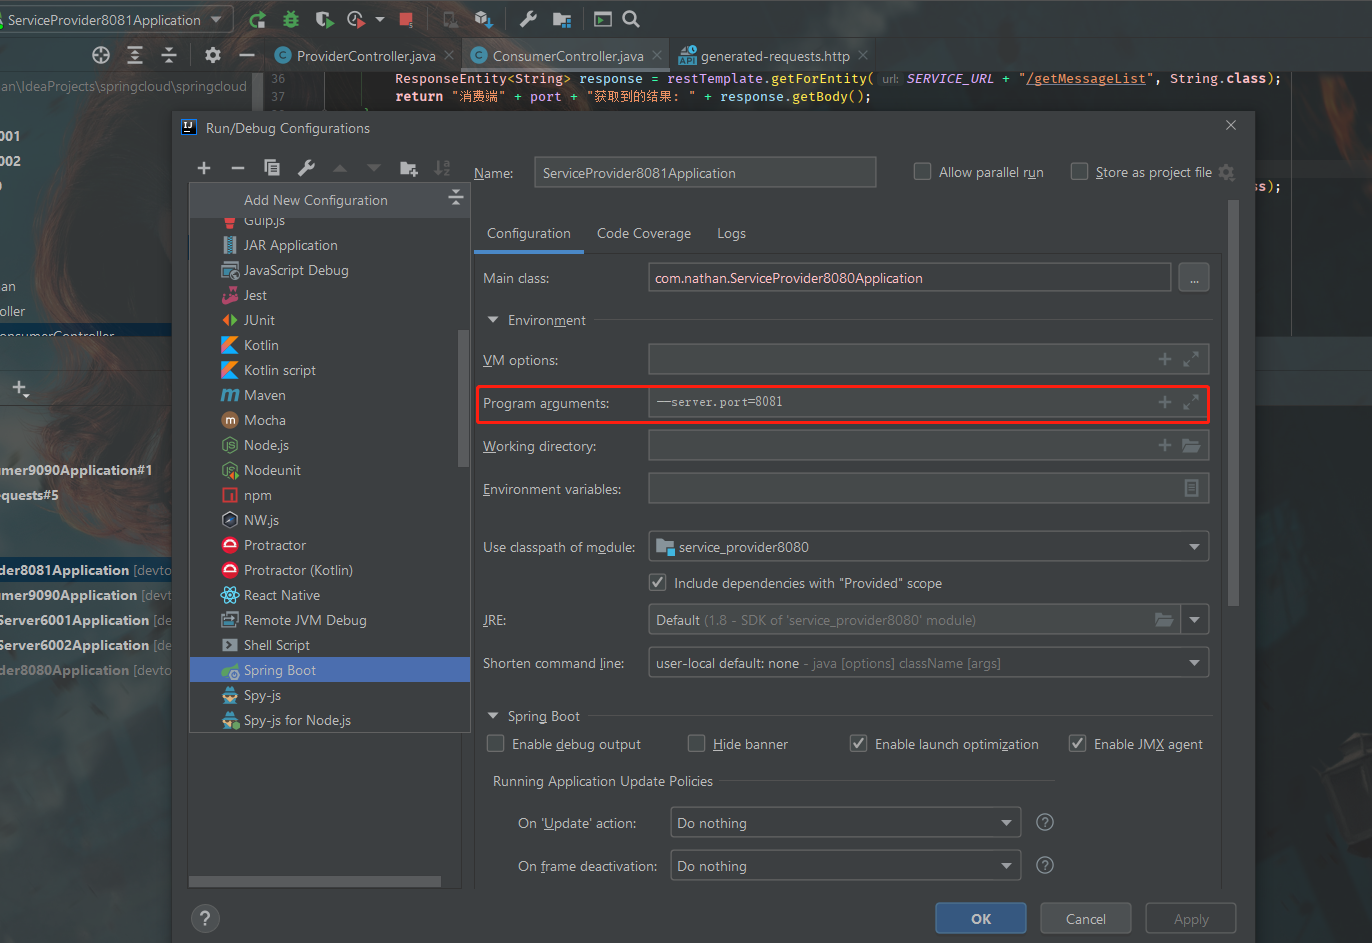 ServiceProvider8081Application
ProviderController.java
ConsumerController.java
generated-requests.http
an\IdeaProjects\springcloud\springcloud
36 ResponseEntity<String> response = restTemplate.getForEntity( url: SERVICE_URL + "/getMessageList", String.class);
37 return "消费端" + port + "获取到的结果: " + response.getBody();
ss);
001
002
an
oller
onsumerController
mer9090Application#1
quests#5
der8081Application [devto
mer9090Application [devt
Server6001Application [de
Server6002Application [de
der8080Application [devto
Run/Debug Configurations
Add New Configuration
Gulp.js
JAR Application
JavaScript Debug
Jest
JUnit
Kotlin
Kotlin script
Maven
Mocha
Node.js
Nodeunit
npm
NW.js
Protractor
Protractor (Kotlin)
React Native
Remote JVM Debug
Shell Script
Spring Boot
Spy-js
Spy-js for Node.js
Name: ServiceProvider8081Application
Allow parallel run
Store as project file
Configuration
Code Coverage
Logs
Main class: com.nathan.ServiceProvider8080Application ...
Environment
VM options:
Program arguments: --server.port=8081
Working directory:
Environment variables:
Use classpath of module: service_provider8080
Include dependencies with "Provided" scope
JRE: Default (1.8 - SDK of 'service_provider8080' module)
Shorten command line: user-local default: none - java [options] className [args]
Spring Boot
Enable debug output
Hide banner
Enable launch optimization
Enable JMX agent
Running Application Update Policies
On 'Update' action: Do nothing ?
On frame deactivation: Do nothing ?
?
OK
Cancel
Apply